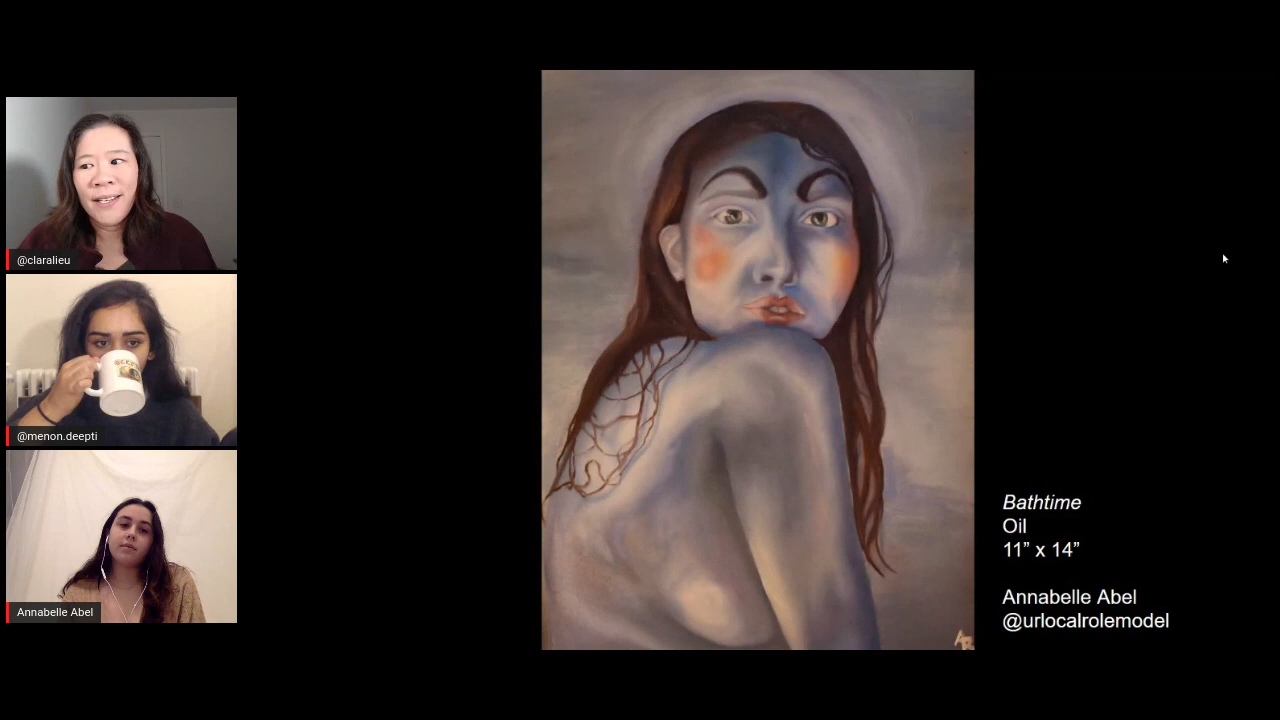 @claralieu
@menon.deepti
Annabelle Abel
Bathtime
Oil
11” x 14”
Annabelle Abel
@urlocalrolemodel